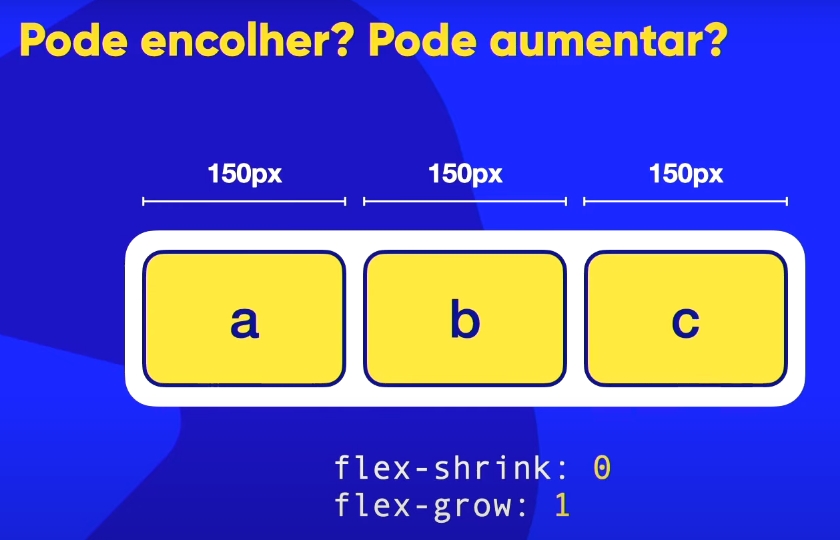 Pode encolher? Pode aumentar?
150px 150px 150px
a b c
flex-shrink: 0
flex-grow: 1